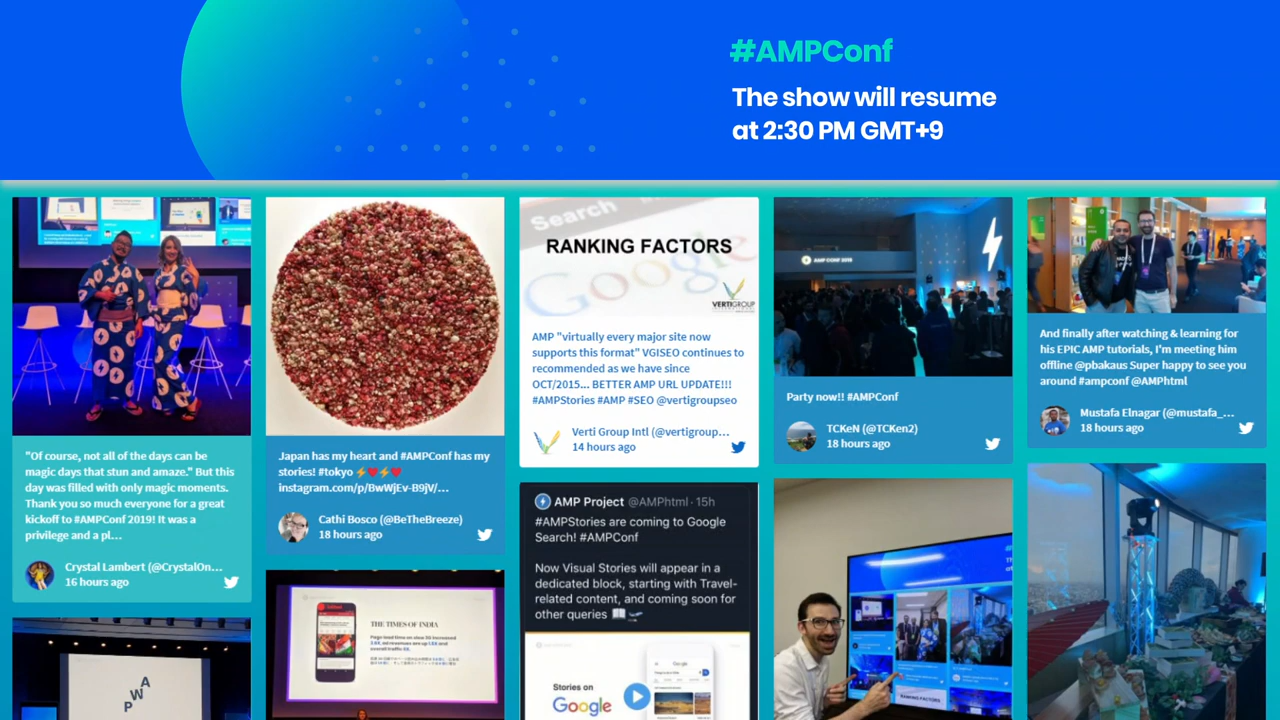 #AMPConf
The show will resume
at 2:30 PM GMT+9
"Of course, not all of the days can be
magic days that stun and amaze." But this
day was filled with only magic moments.
Thank you so much everyone for a great
kickoff to #AMPConf 2019! It was a
privilege and a pl...
Crystal Lambert (@CrystalOn...
16 hours ago
A
W
P
Japan has my heart and #AMPConf has my
stories! #tokyo ⚡❤️⚡❤️
instagram.com/p/BwWjEv-B9jV/...
Cathi Bosco (@BeTheBreeze)
18 hours ago
THE TIMES OF INDIA
Search
Google
RANKING FACTORS
VERTIGROUP
AMP "virtually every major site now
supports this format" VGISEO continues to
recommended as we have since
OCT/2015... BETTER AMP URL UPDATE!!!
#AMPStories #AMP #SEO @vertigroupseo
Verti Group Intl (@vertigroup...
14 hours ago
AMP Project @AMPhtml · 15h
#AMPStories are coming to Google
Search! #AMPConf
Now Visual Stories will appear in a
dedicated block, starting with Travel-
related content, and coming soon for
other queries
Stories on
Google
Google
AMP CONF 2019
Party now!! #AMPConf
TCKeN (@TCKen2)
18 hours ago
RANKING FACTORS
And finally after watching & learning for
his EPIC AMP tutorials, I'm meeting him
offline @pbakaus Super happy to see you
around #ampconf @AMPhtml
Mustafa Elnagar (@mustafa_...
18 hours ago